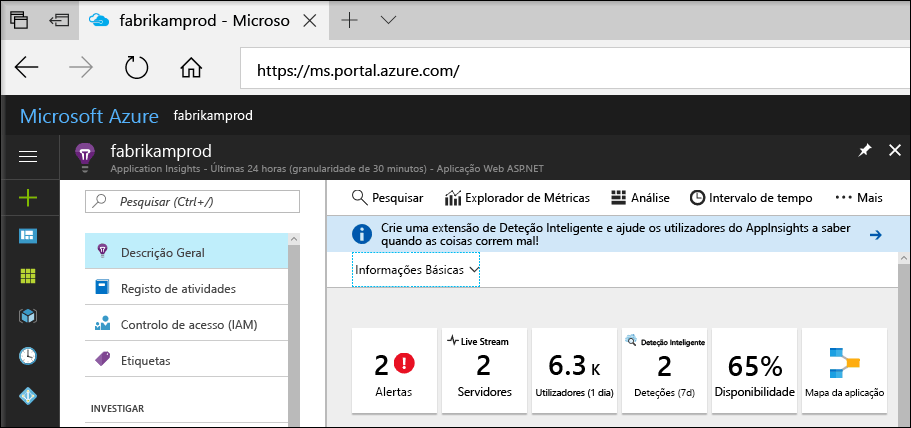 fabrikamprod - Microso
https://ms.portal.azure.com/
Microsoft Azure fabrikamprod
fabrikamprod
Application Insights - Últimas 24 horas (granularidade de 30 minutos) - Aplicação Web ASP.NET
Pesquisar (Ctrl+/)
Descrição Geral
Registo de atividades
Controlo de acesso (IAM)
Etiquetas
INVESTIGAR
Pesquisar Explorador de Métricas Análise Intervalo de tempo Mais
Crie uma extensão de Deteção Inteligente e ajude os utilizadores do AppInsights a saber
quando as coisas correm mal!
Informações Básicas
2
Alertas
Live Stream
2
Servidores
6.3 K
Utilizadores (1 dia)
Deteção Inteligente
2
Deteções (7d)
65%
Disponibilidade
Mapa da aplicação